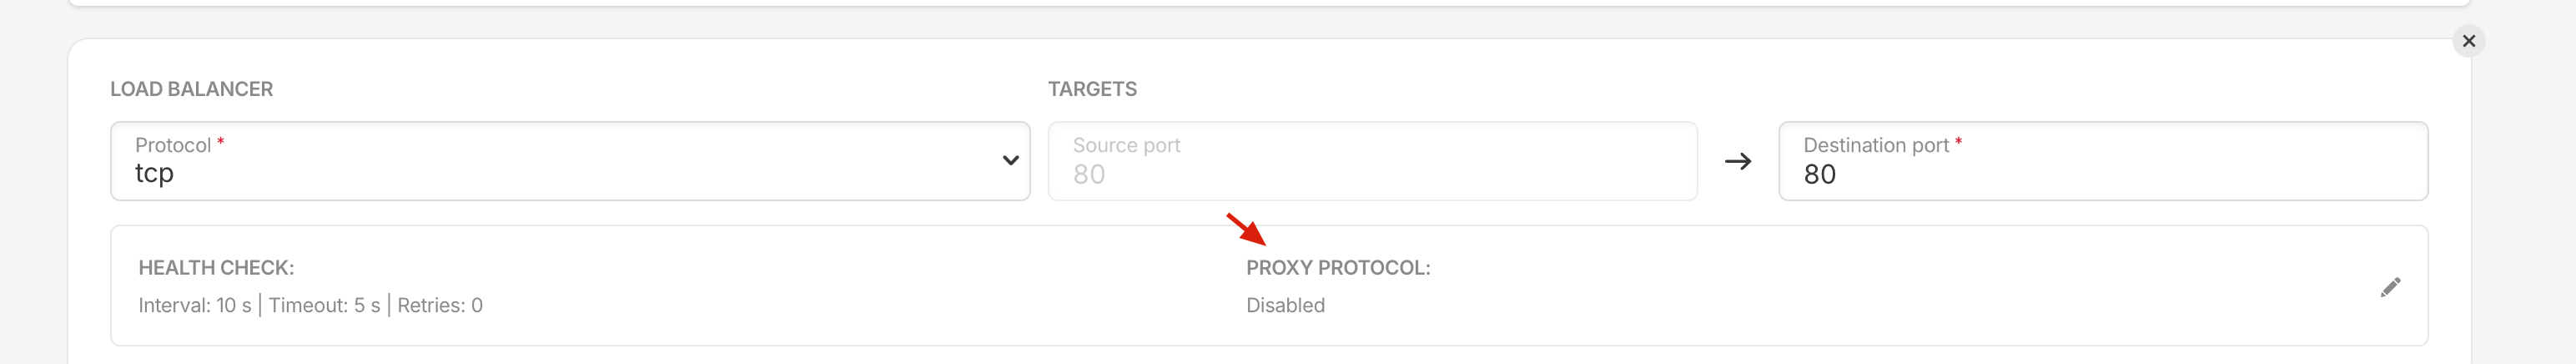 LOAD BALANCER
TARGETS
Protocol *
tcp
Source port
80
Destination port *
80
HEALTH CHECK:
Interval: 10 s | Timeout: 5 s | Retries: 0
PROXY PROTOCOL:
Disabled